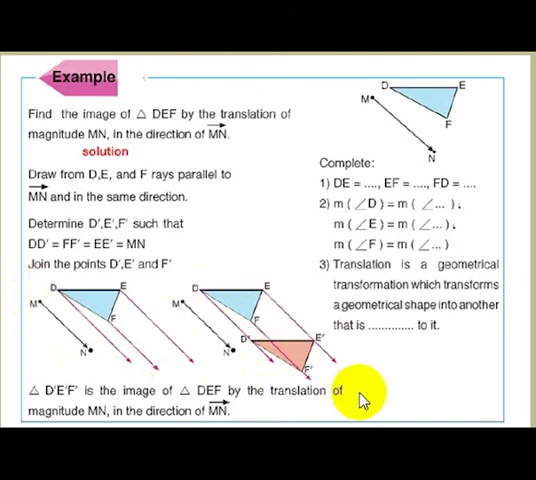 Example
Find the image of △ DEF by the translation of
magnitude MN, in the direction of MN.
solution
Draw from D,E, and F rays parallel to
MN and in the same direction.
Determine D',E',F' such that
DD' = FF' = EE' = MN
Join the points D',E' and F'
D E
M
F
N
D E
M
F
N
D' E'
F'
△ D'E'F' is the image of △ DEF by the translation of
magnitude MN, in the direction of MN.
D E
M
F
N
Complete:
1) DE = ...., EF = ...., FD = ....
2) m ( ∠ D ) = m ( ∠ ... ) ،
m ( ∠ E ) = m ( ∠ ... ) ،
m ( ∠ F ) = m ( ∠ ... )
3) Translation is a geometrical
transformation which transforms
a geometrical shape into another
that is .............. to it.